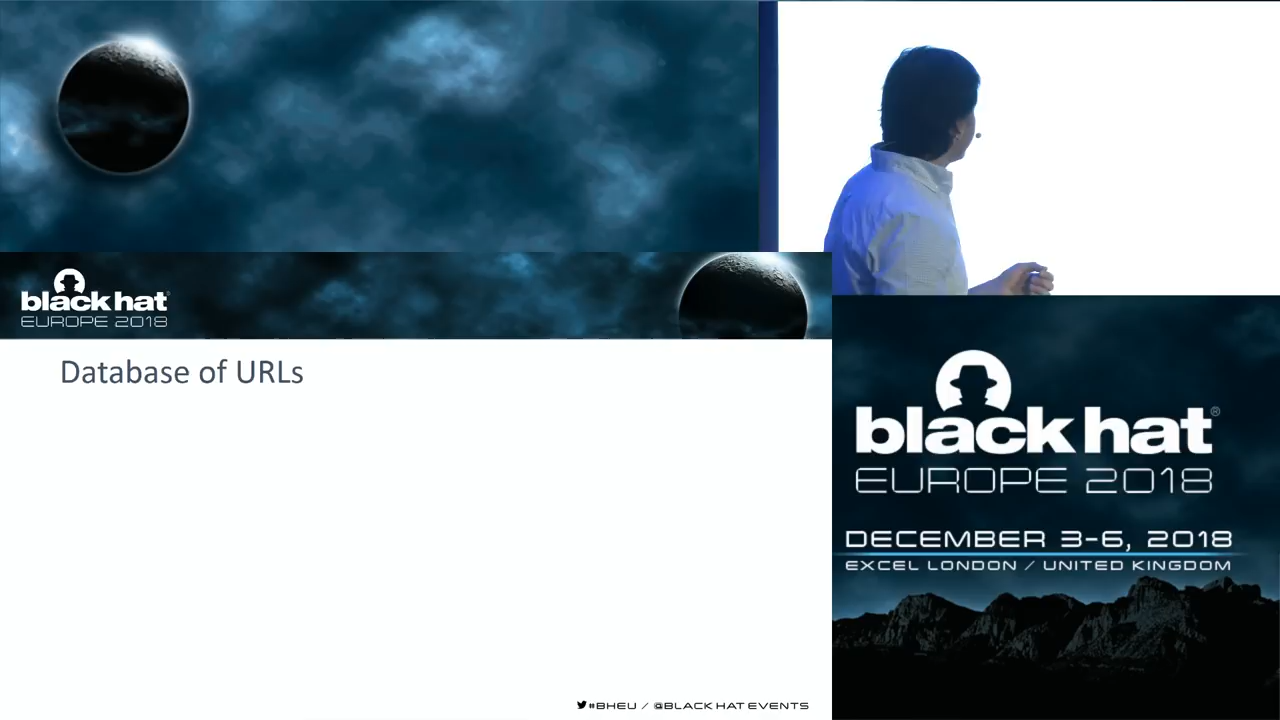 black hat®
EUROPE 2018
Database of URLs
#BHEU / @BLACK HAT EVENTS
black hat®
EUROPE 2018
DECEMBER 3-6, 2018
EXCEL LONDON / UNITED KINGDOM